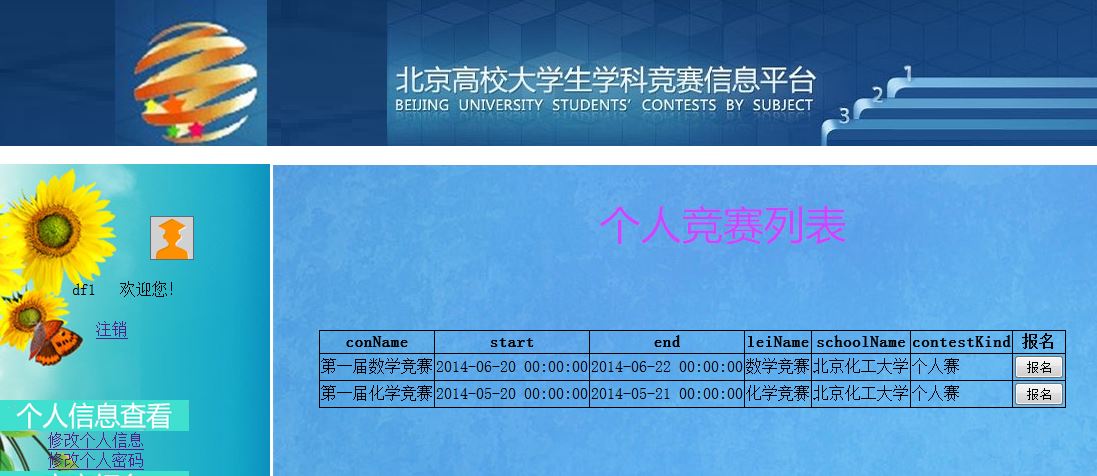 北京高校大学生学科竞赛信息平台
BEIJING UNIVERSITY STUDENTS' CONTESTS BY SUBJECT
1
2
3
df1 欢迎您!
注销
个人信息查看
修改个人信息
修改个人密码
个人竞赛列表
conName start end leiName schoolName contestKind 报名
第一届数学竞赛 2014-06-20 00:00:00 2014-06-22 00:00:00 数学竞赛 北京化工大学 个人赛 报名
第一届化学竞赛 2014-05-20 00:00:00 2014-05-21 00:00:00 化学竞赛 北京化工大学 个人赛 报名